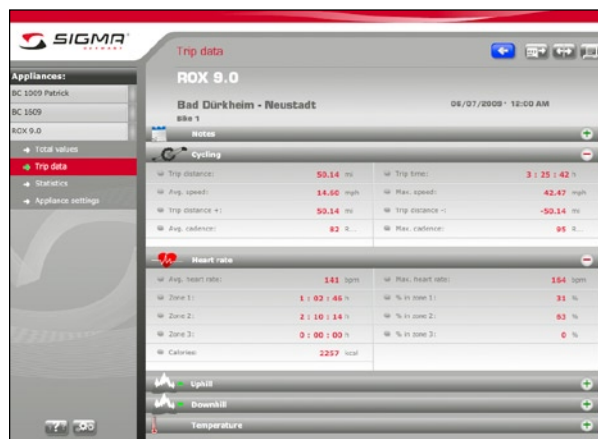 SIGMA
SPORT
Trip data
ROX 9.0
Appliances:
BC 1909 Patrick
BC 1609
ROX 9.0
Total values
Trip data
Statistics
Appliance settings
Bad Dürkheim - Neustadt
Bike 1
08/07/2009 · 12:00 AM
Notes
Cycling
Trip distance: 50.14 mi Trip time: 3 : 25 : 42 h
Avg. speed: 14.60 mph Max. speed: 42.47 mph
Trip distance +: 50.14 mi Trip distance -: -50.14 mi
Avg. cadence: 82 R... Max. cadence: 95 R...
Heart rate
Avg. heart rate: 141 bpm Max. heart rate: 164 bpm
Zone 1: 1 : 02 : 46 h % in zone 1: 31 %
Zone 2: 2 : 10 : 14 h % in zone 2: 63 %
Zone 3: 0 : 00 : 00 h % in zone 3: 0 %
Calories: 2257 kcal
Uphill
Downhill
Temperature
?